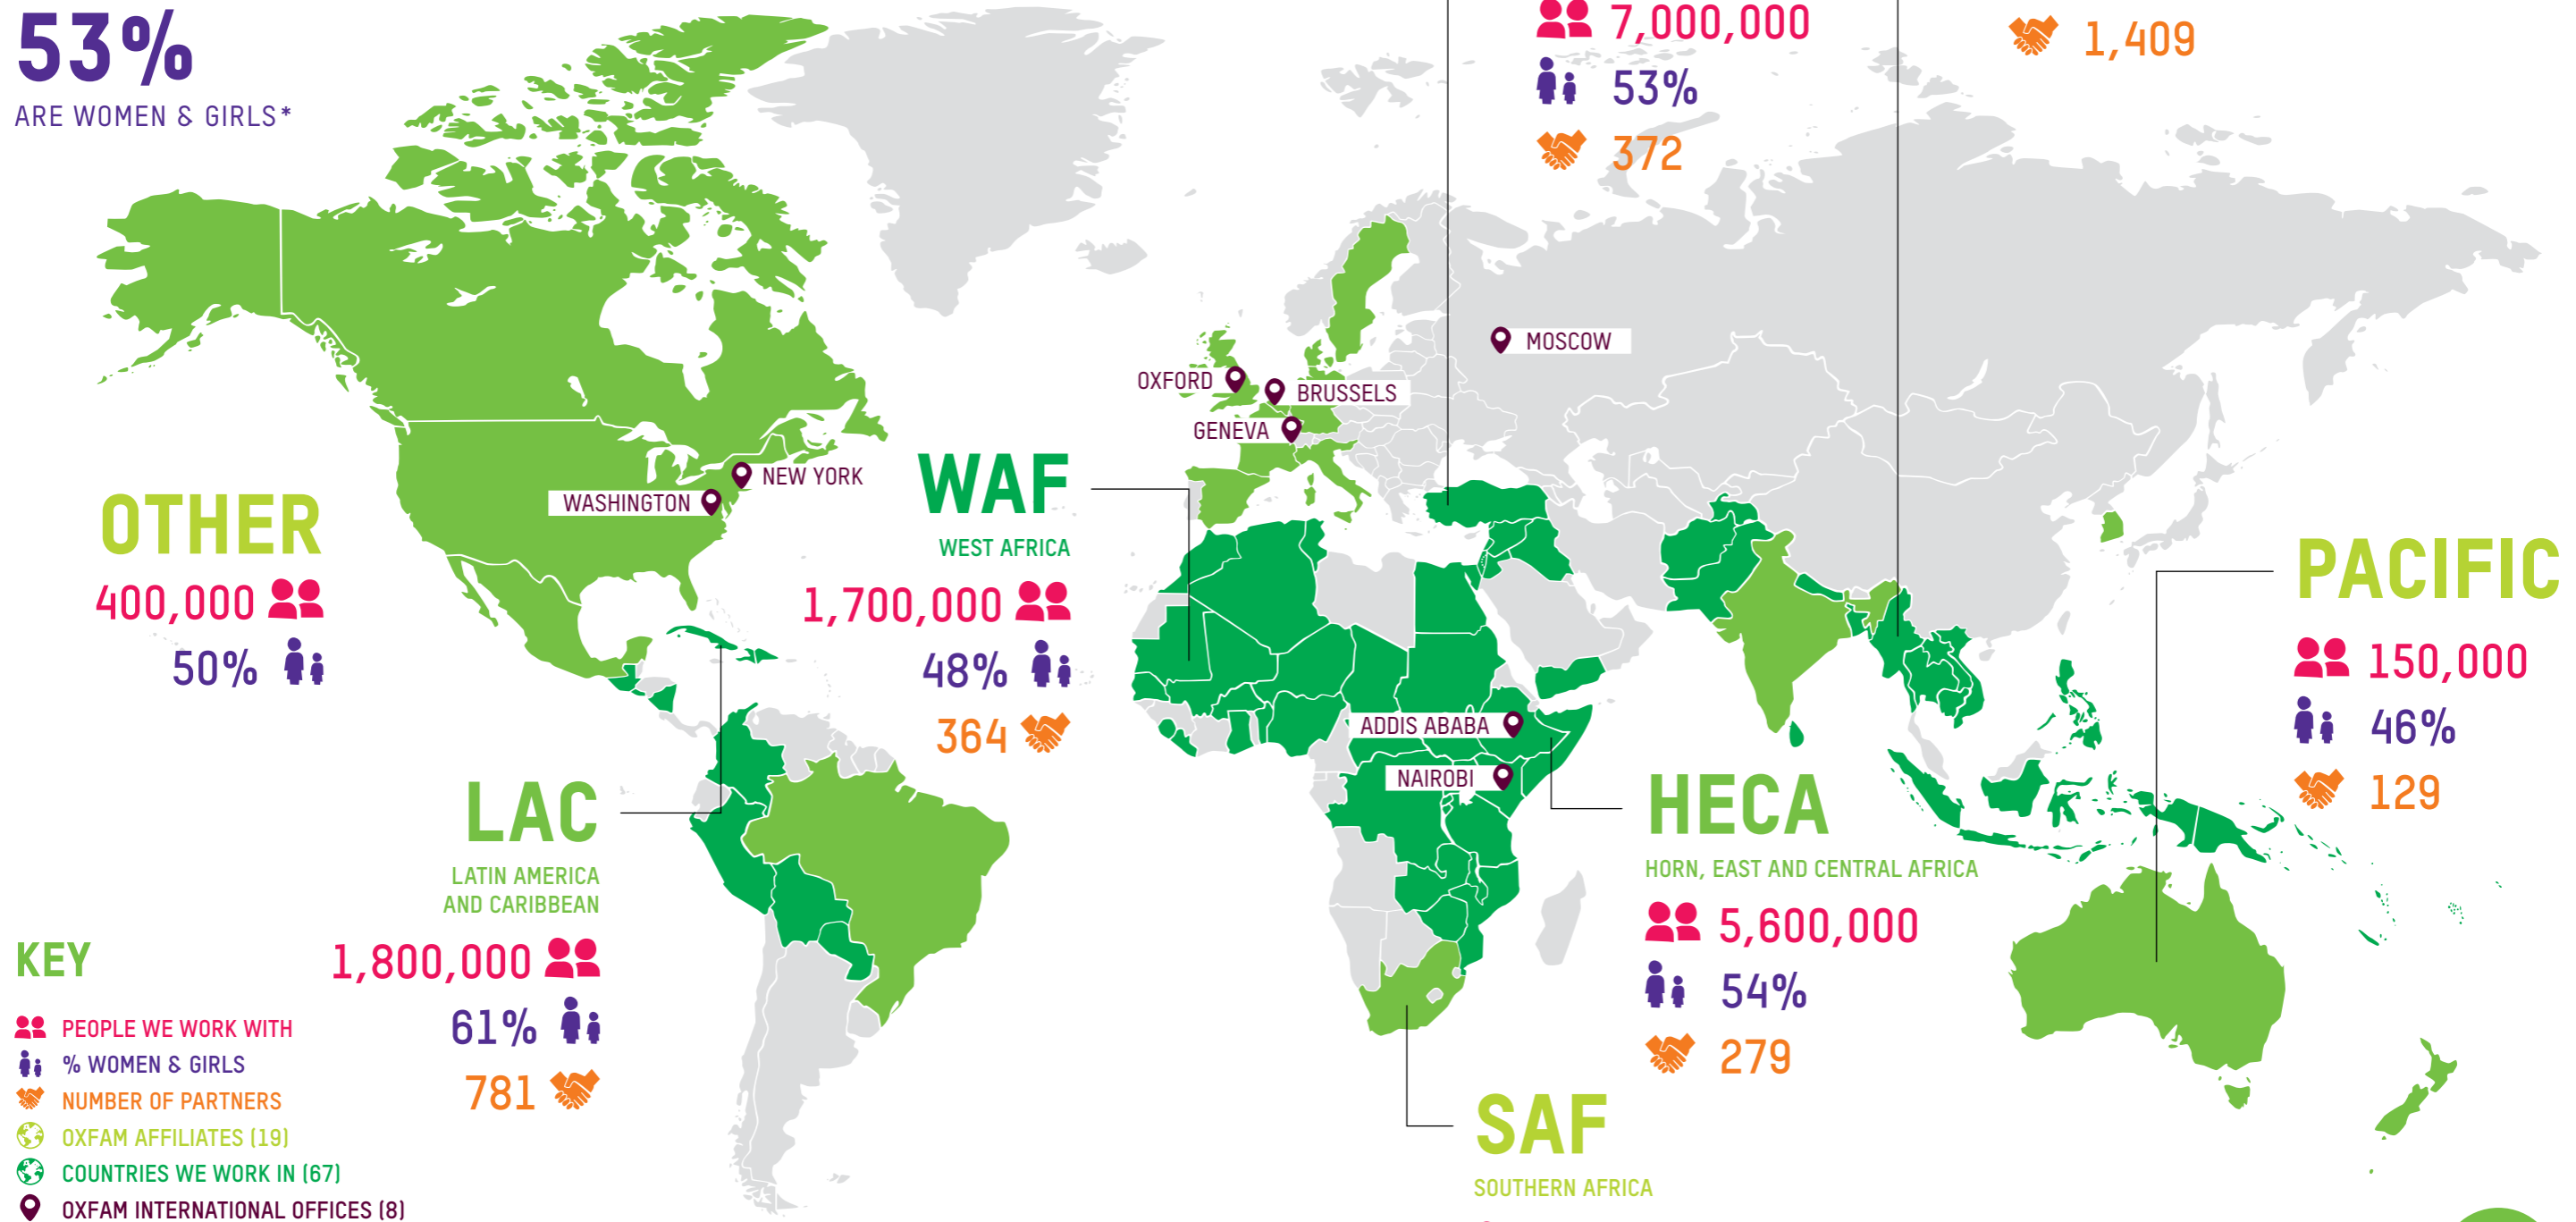 53%
ARE WOMEN & GIRLS*
7,000,000
53%
372
1,409
MOSCOW
OXFORD
BRUSSELS
GENEVA
NEW YORK
WASHINGTON
OTHER
400,000
50%
WAF
WEST AFRICA
1,700,000
48%
364
PACIFIC
150,000
46%
129
ADDIS ABABA
NAIROBI
LAC
LATIN AMERICA
AND CARIBBEAN
1,800,000
61%
781
HECA
HORN, EAST AND CENTRAL AFRICA
5,600,000
54%
279
SAF
SOUTHERN AFRICA
KEY
PEOPLE WE WORK WITH
% WOMEN & GIRLS
NUMBER OF PARTNERS
OXFAM AFFILIATES (19)
COUNTRIES WE WORK IN (67)
OXFAM INTERNATIONAL OFFICES (8)